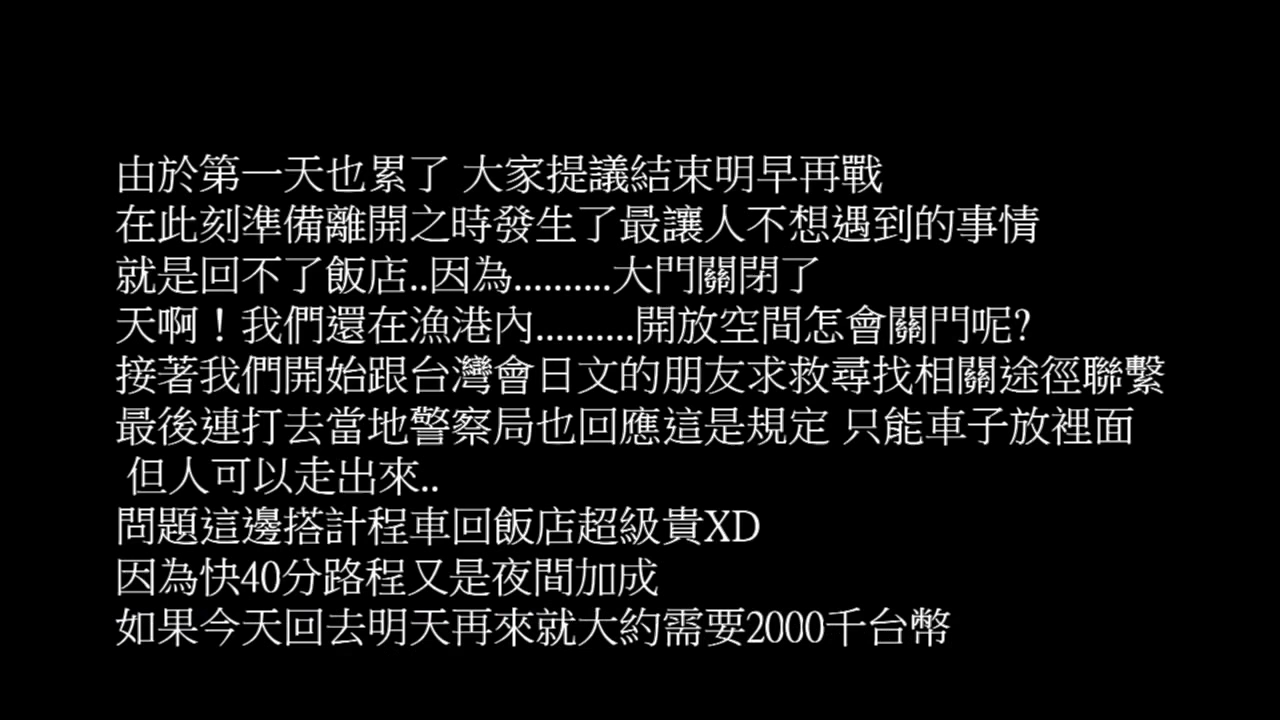 由於第一天也累了 大家提議結束明早再戰
在此刻準備離開之時發生了最讓人不想遇到的事情
就是回不了飯店..因為..........大門關閉了
天啊！我們還在漁港內..........開放空間怎會關門呢?
接著我們開始跟台灣會日文的朋友求救尋找相關途徑聯繫
最後連打去當地警察局也回應這是規定 只能車子放裡面
但人可以走出來..
問題這邊搭計程車回飯店超級貴XD
因為快40分路程又是夜間加成
如果今天回去明天再來就大約需要2000千台幣